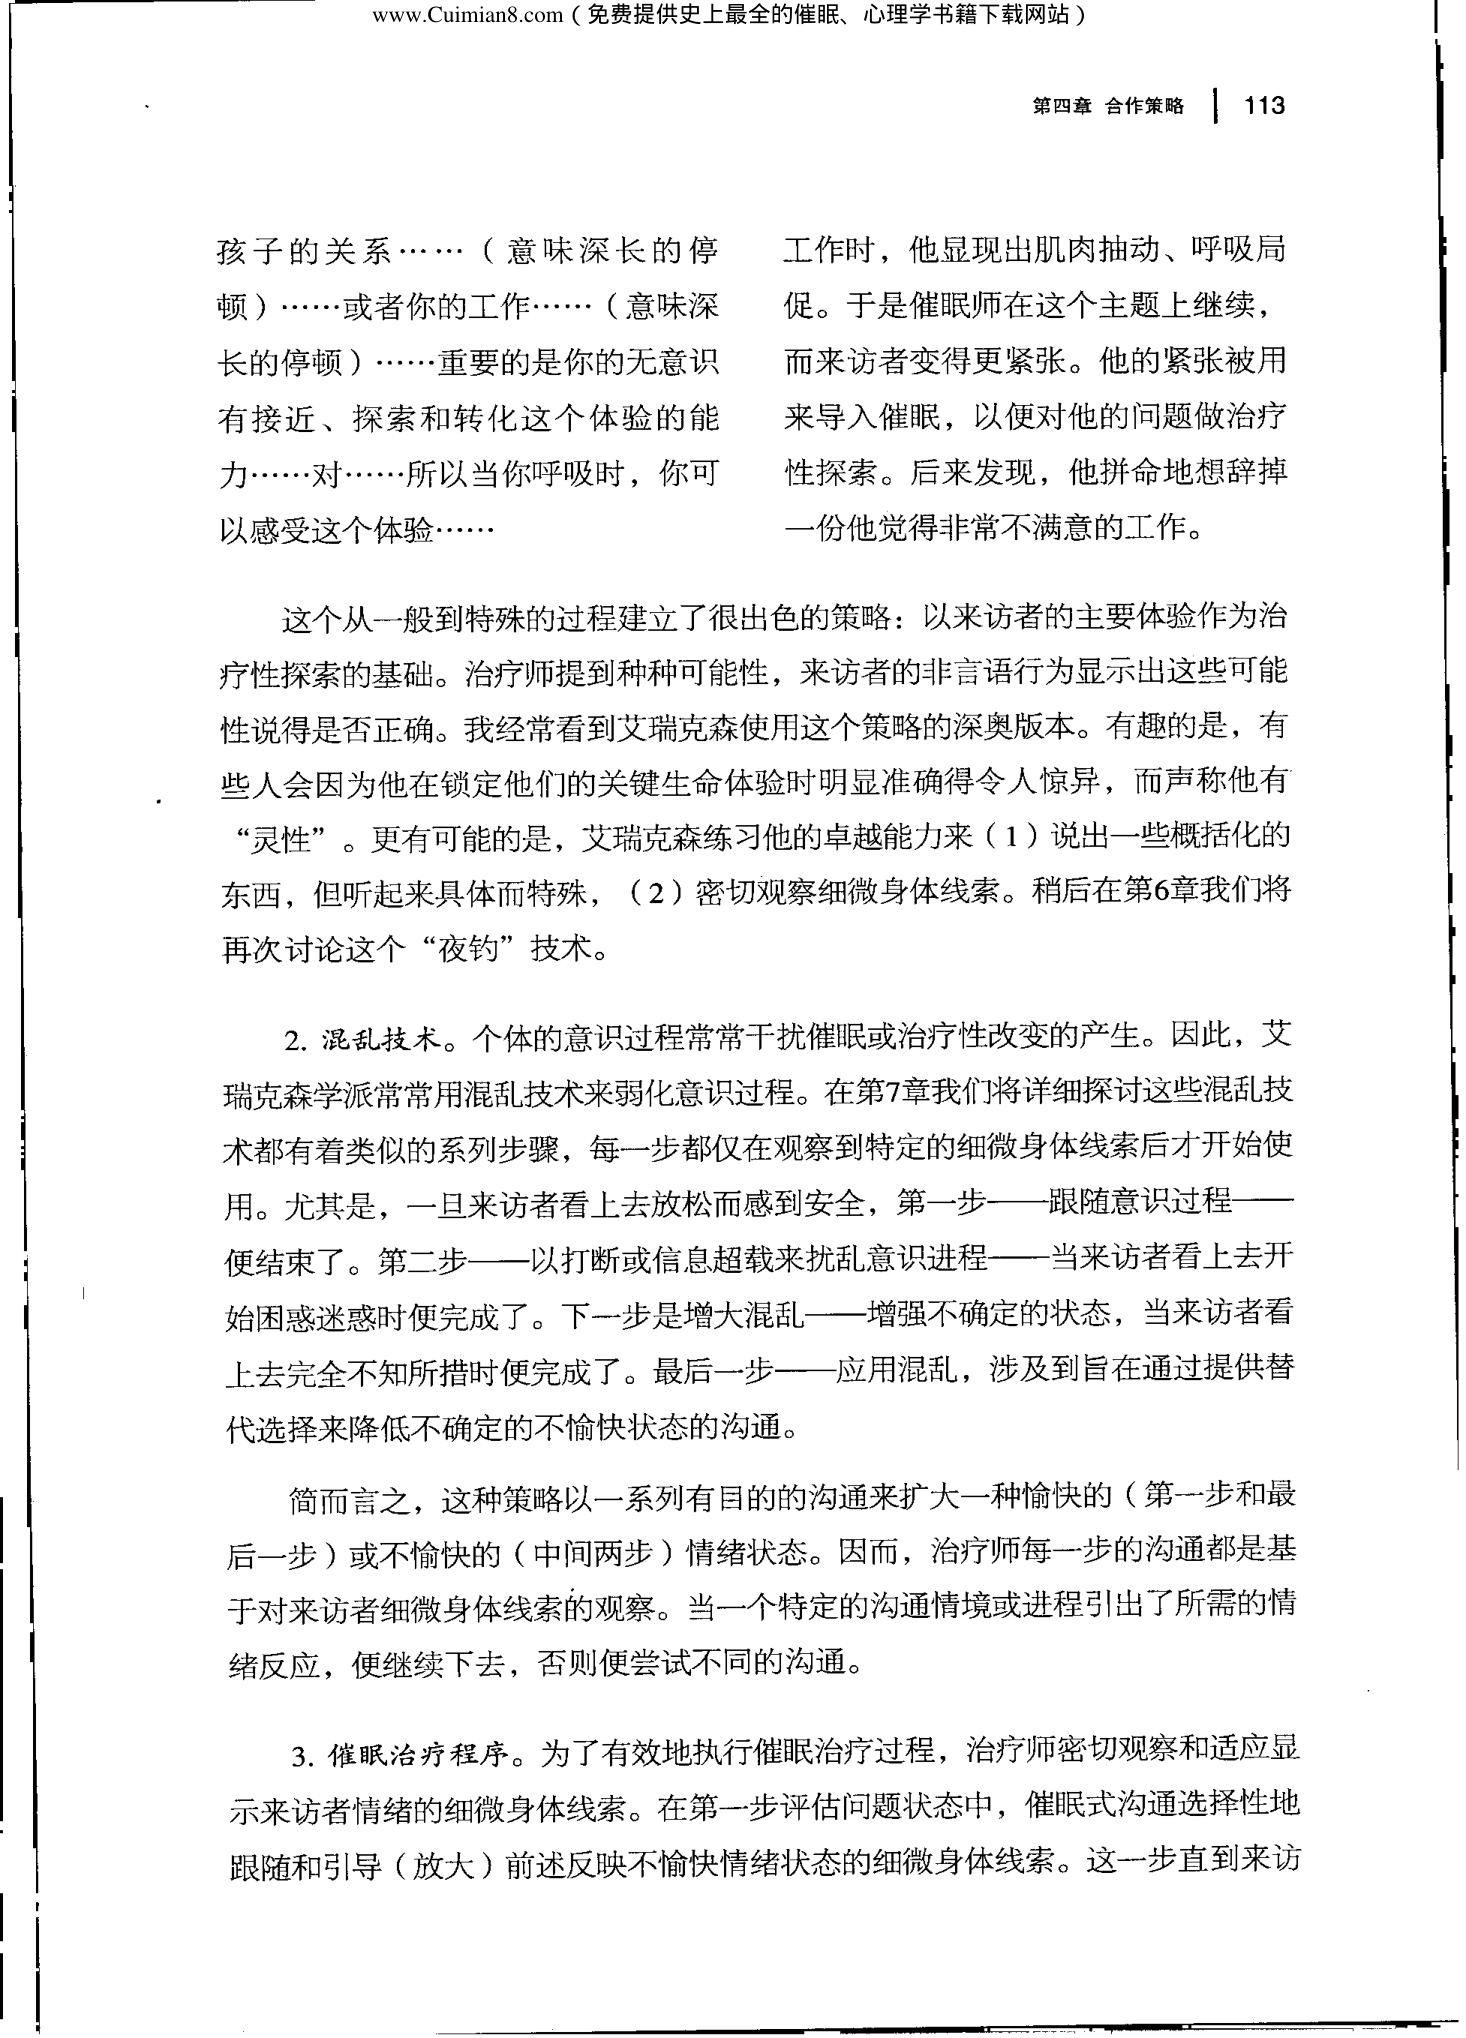 www.Cuimian8.com（免费提供史上最全的催眠、心理学书籍下载网站）
第四章 合作策略 113
孩子的关系……（意味深长的停
顿）……或者你的工作……（意味深
长的停顿）……重要的是你的无意识
有接近、探索和转化这个体验的能
力……对……所以当你呼吸时，你可
以感受这个体验……
工作时，他显现出肌肉抽动、呼吸局
促。于是催眠师在这个主题上继续，
而来访者变得更紧张。他的紧张被用
来导入催眠，以便对他的问题做治疗
性探索。后来发现，他拼命地想辞掉
一份他觉得非常不满意的工作。
这个从一般到特殊的过程建立了很出色的策略：以来访者的主要体验作为治
疗性探索的基础。治疗师提到种种可能性，来访者的非言语行为显示出这些可能
性说得是否正确。我经常看到艾瑞克森使用这个策略的深奥版本。有趣的是，有
些人会因为他在锁定他们的关键生命体验时明显准确得令人惊异，而声称他有
“灵性”。更有可能的是，艾瑞克森练习他的卓越能力来（1）说出一些概括化的
东西，但听起来具体而特殊，（2）密切观察细微身体线索。稍后在第6章我们将
再次讨论这个“夜钓”技术。
2. 混乱技术。个体的意识过程常常干扰催眠或治疗性改变的产生。因此，艾
瑞克森学派常常用混乱技术来弱化意识过程。在第7章我们将详细探讨这些混乱技
术都有着类似的系列步骤，每一步都仅在观察到特定的细微身体线索后才开始使
用。尤其是，一旦来访者看上去放松而感到安全，第一步——跟随意识过程——
便结束了。第二步——以打断或信息超载来扰乱意识进程——当来访者看上去开
始困惑迷惑时便完成了。下一步是增大混乱——增强不确定的状态，当来访者看
上去完全不知所措时便完成了。最后一步——应用混乱，涉及到旨在通过提供替
代选择来降低不确定的不愉快状态的沟通。
简而言之，这种策略以一系列有目的的沟通来扩大一种愉快的（第一步和最
后一步）或不愉快的（中间两步）情绪状态。因而，治疗师每一步的沟通都是基
于对来访者细微身体线索的观察。当一个特定的沟通情境或进程引出了所需的情
绪反应，便继续下去，否则便尝试不同的沟通。
3. 催眠治疗程序。为了有效地执行催眠治疗过程，治疗师密切观察和适应显
示来访者情绪的细微身体线索。在第一步评估问题状态中，催眠式沟通选择性地
跟随和引导（放大）前述反映不愉快情绪状态的细微身体线索。这一步直到来访